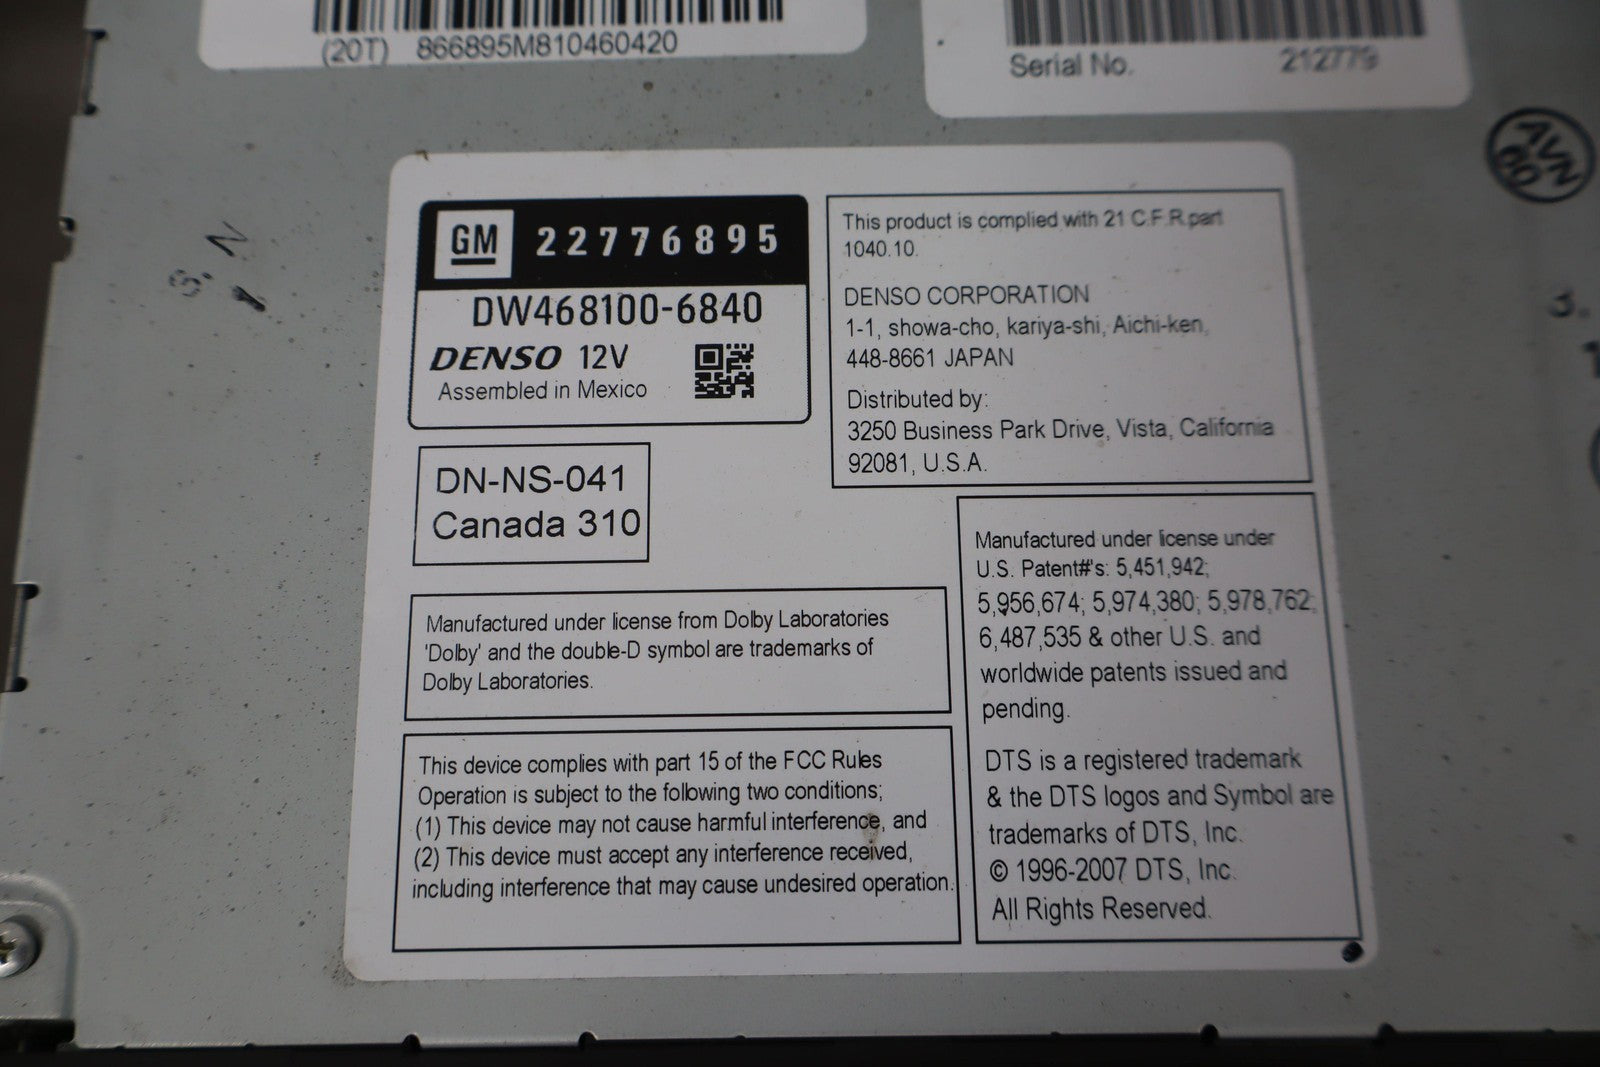 (20T) 866895M810460420
Serial No. 212779
AVN
60
S. N
1
GM 22776895
DW468100-6840
DENSO 12V
Assembled in Mexico
This product is complied with 21 C.F.R.part
1040.10.
DENSO CORPORATION
1-1, showa-cho, kariya-shi, Aichi-ken,
448-8661 JAPAN
Distributed by:
3250 Business Park Drive, Vista, California
92081, U.S.A.
DN-NS-041
Canada 310
Manufactured under license from Dolby Laboratories
'Dolby' and the double-D symbol are trademarks of
Dolby Laboratories.
This device complies with part 15 of the FCC Rules
Operation is subject to the following two conditions;
(1) This device may not cause harmful interference, and
(2) This device must accept any interference received,
including interference that may cause undesired operation.
Manufactured under license under
U.S. Patent#'s: 5,451,942;
5,956,674; 5,974,380; 5,978,762;
6,487,535 & other U.S. and
worldwide patents issued and
pending.
DTS is a registered trademark
& the DTS logos and Symbol are
trademarks of DTS, Inc.
© 1996-2007 DTS, Inc.
All Rights Reserved.